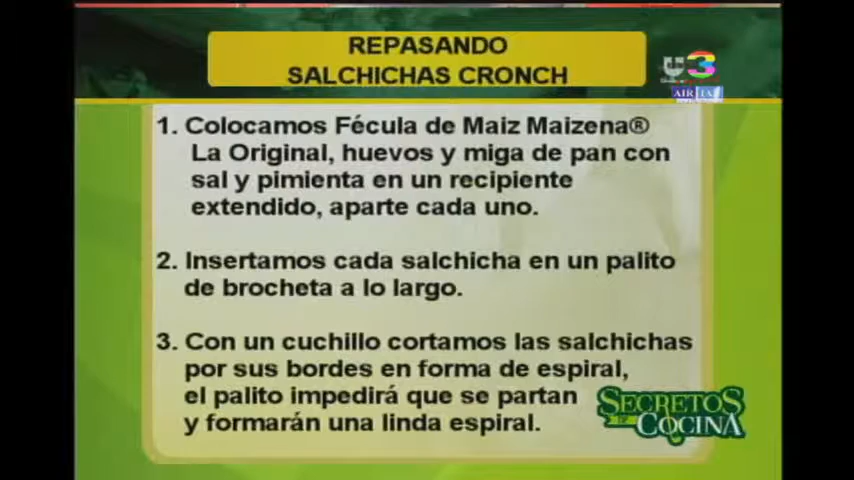 REPASANDO
SALCHICHAS CRONCH
U3
AIR
1. Colocamos Fécula de Maiz Maizena®
La Original, huevos y miga de pan con
sal y pimienta en un recipiente
extendido, aparte cada uno.
2. Insertamos cada salchicha en un palito
de brocheta a lo largo.
3. Con un cuchillo cortamos las salchichas
por sus bordes en forma de espiral,
el palito impedirá que se partan
y formarán una linda espiral.
SECRETOS
COCINA